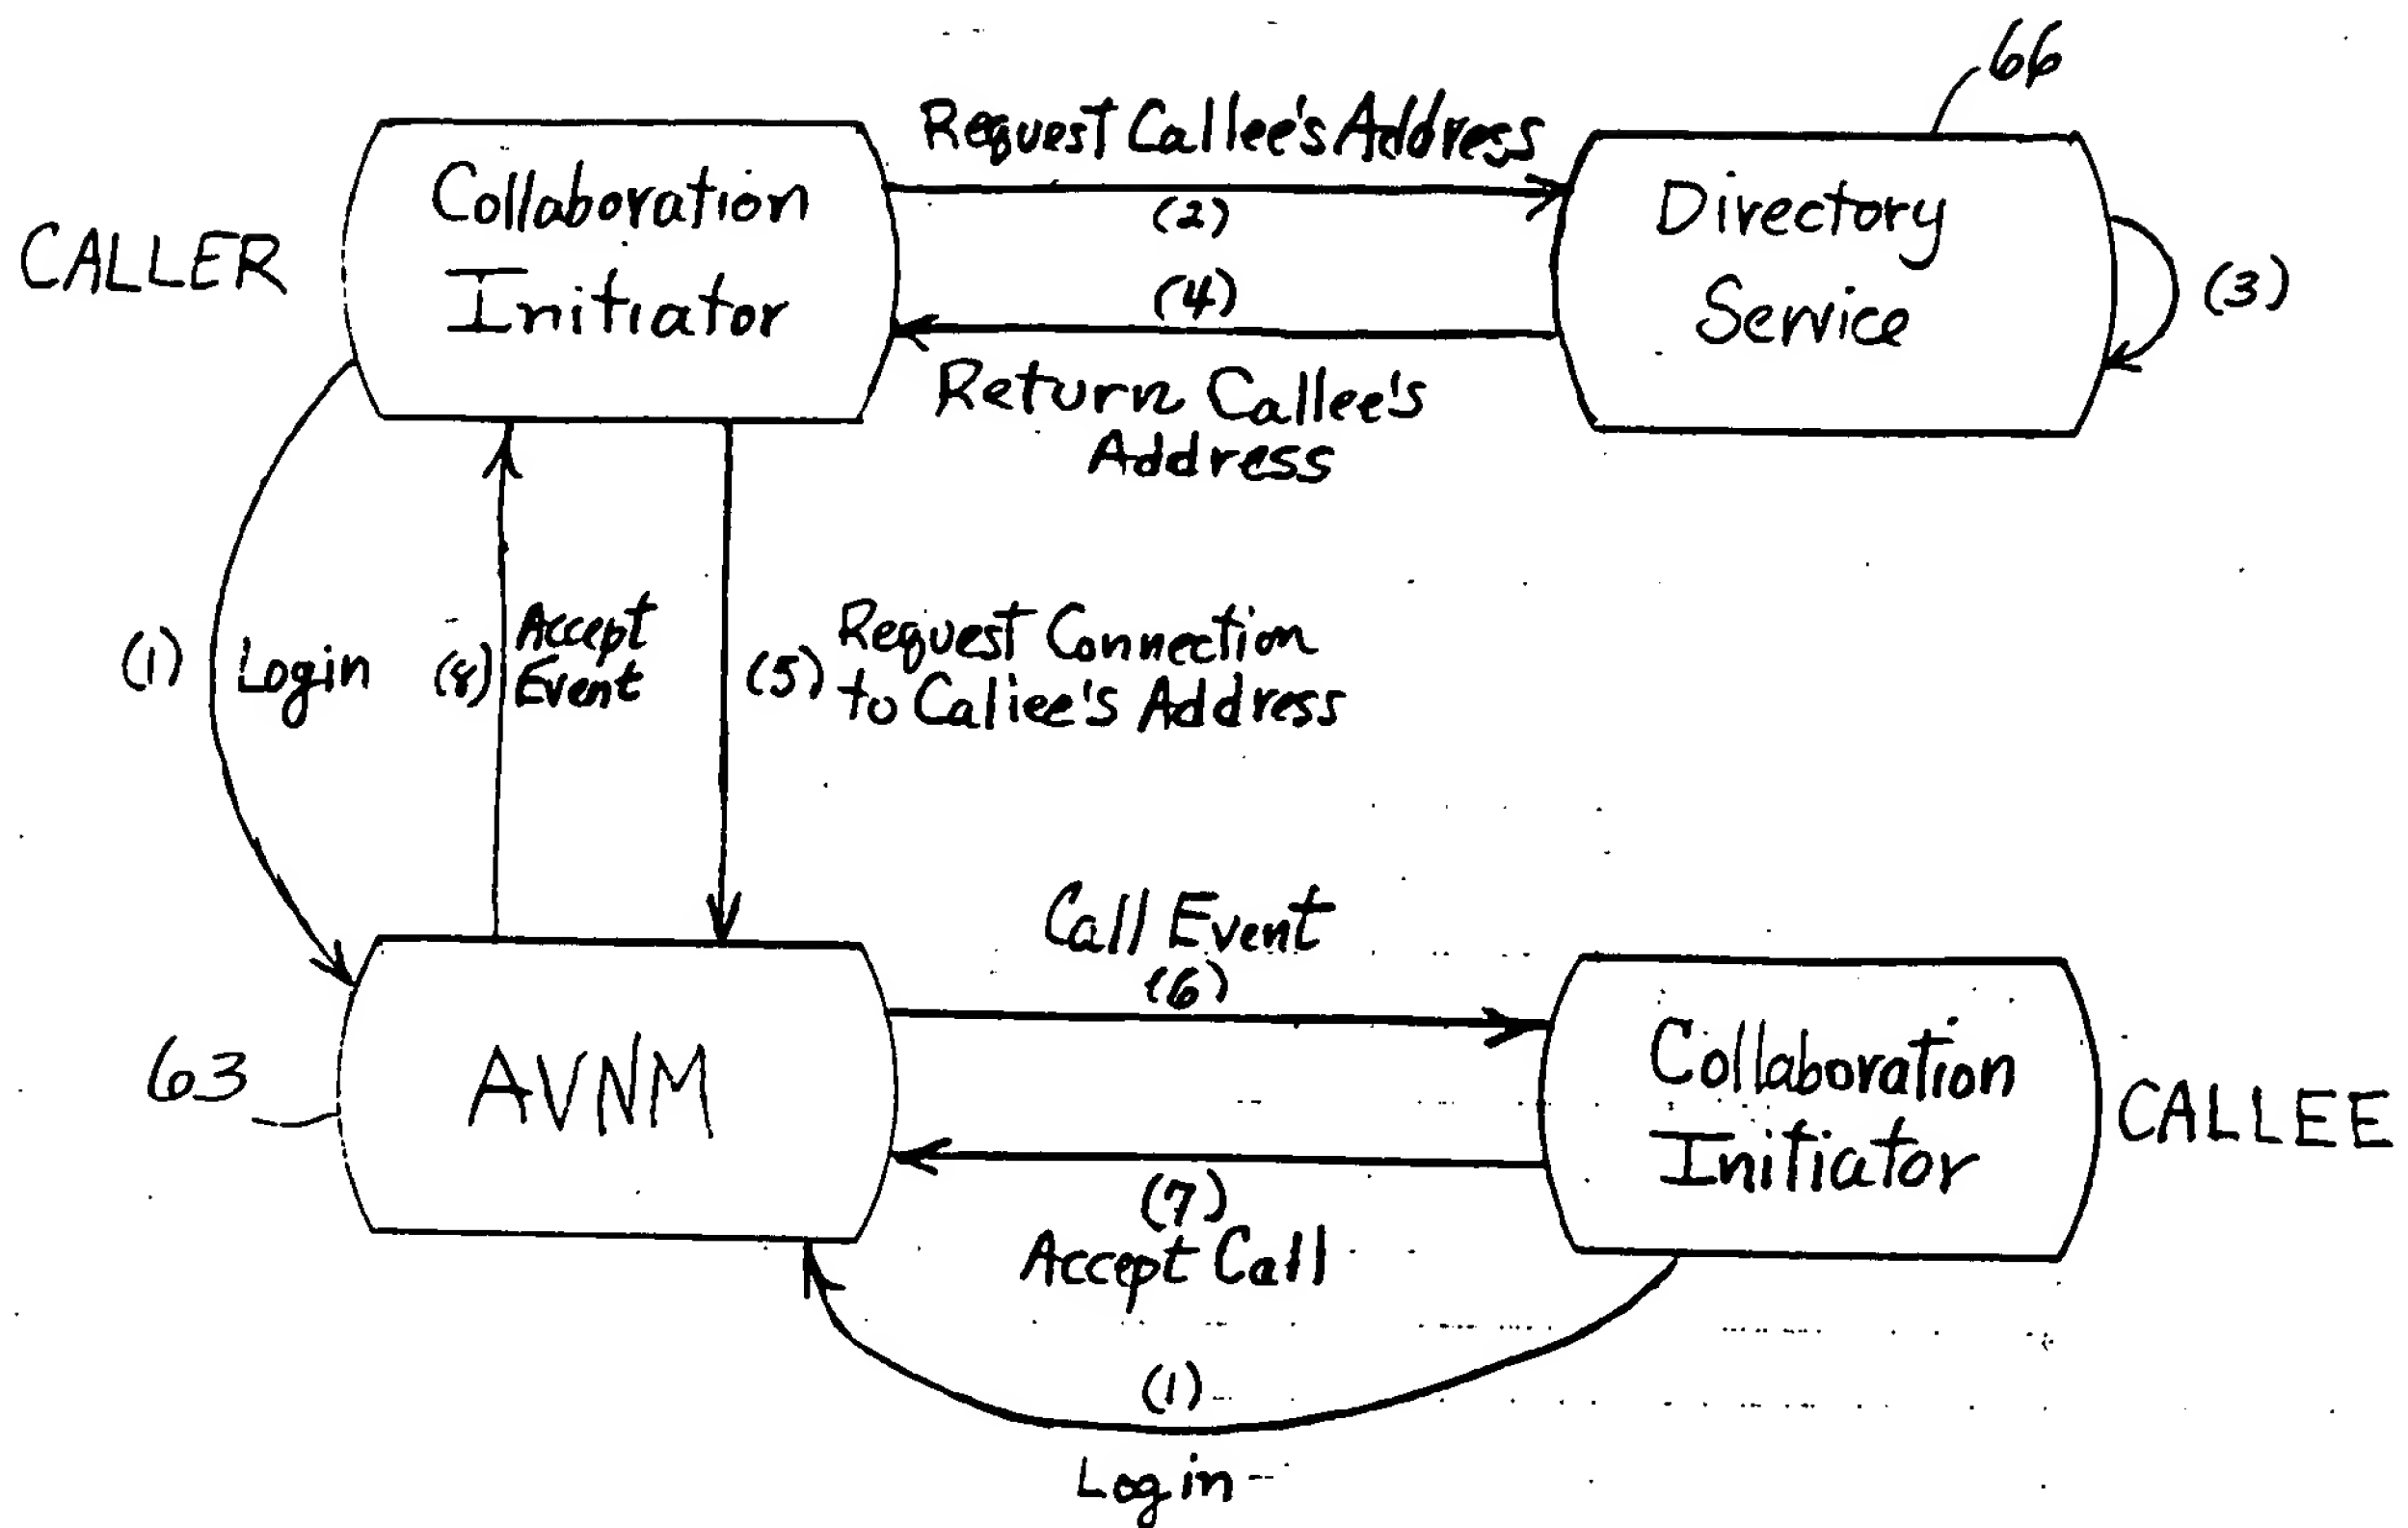 66
Request Callee's Address
(2)
Collaboration
Initiator
CALLER
Directory
Service
(3)
(4)
Return Callee's
Address
(1) Login
(8) Accept
Event
(5) Request Connection
to Callee's Address
Call Event
(6)
63
AVNM
Collaboration
Initiator
CALLEE
(7)
Accept Call
(1)
Login